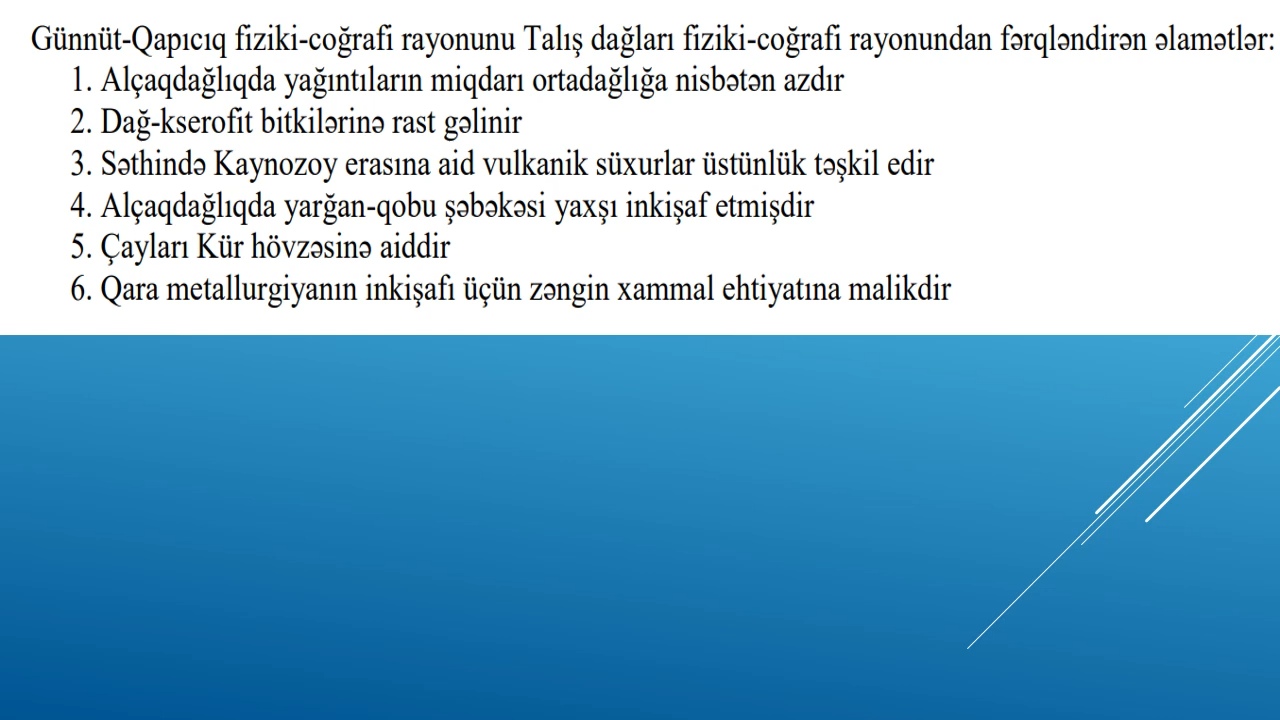 Günnüt-Qapıcıq fiziki-coğrafi rayonunu Talış dağları fiziki-coğrafi rayonundan fərqləndirən əlamətlər:
1. Alçaqdağlıqda yağıntıların miqdarı ortadağlığa nisbətən azdır
2. Dağ-kserofit bitkilərinə rast gəlinir
3. Səthində Kaynozoy erasına aid vulkanik süxurlar üstünlük təşkil edir
4. Alçaqdağlıqda yarğan-qobu şəbəkəsi yaxşı inkişaf etmişdir
5. Çayları Kür hövzəsinə aiddir
6. Qara metallurgiyanın inkişafı üçün zəngin xammal ehtiyatına malikdir